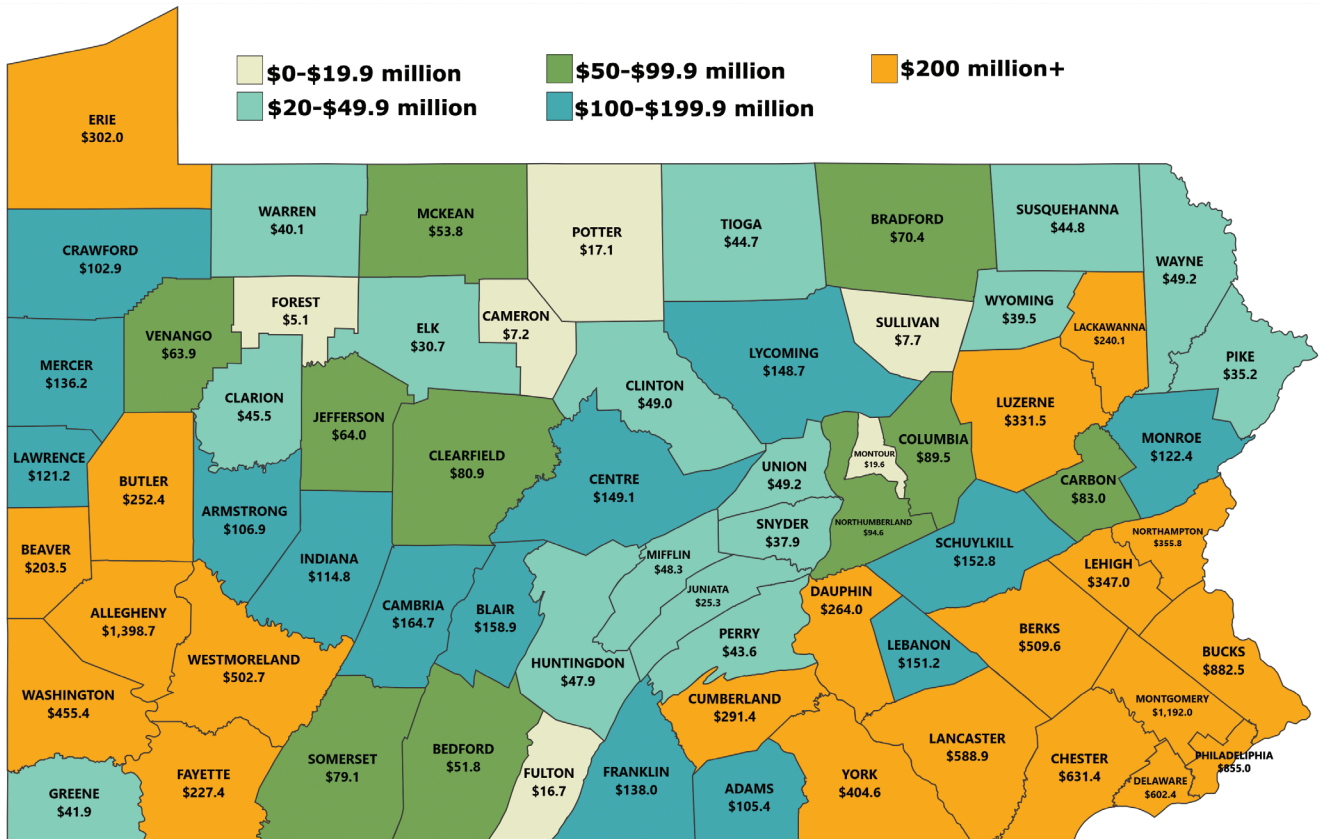 $0-$19.9 million
$50-$99.9 million
$200 million+
$20-$49.9 million
$100-$199.9 million
ERIE
$302.0
CRAWFORD
$102.9
WARREN
$40.1
MCKEAN
$53.8
POTTER
$17.1
TIOGA
$44.7
BRADFORD
$70.4
SUSQUEHANNA
$44.8
WAYNE
$49.2
FOREST
$5.1
ELK
$30.7
CAMERON
$7.2
SULLIVAN
$7.7
WYOMING
$39.5
LACKAWANNA
$240.1
VENANGO
$63.9
MERCER
$136.2
LYCOMING
$148.7
PIKE
$35.2
CLARION
$45.5
JEFFERSON
$64.0
CLINTON
$49.0
LUZERNE
$331.5
LAWRENCE
$121.2
BUTLER
$252.4
CLEARFIELD
$80.9
CENTRE
$149.1
UNION
$49.2
MONTOUR
$19.6
COLUMBIA
$89.5
CARBON
$83.0
MONROE
$122.4
ARMSTRONG
$106.9
SNYDER
$37.9
NORTHUMBERLAND
$94.6
BEAVER
$203.5
INDIANA
$114.8
MIFFLIN
$48.3
SCHUYLKILL
$152.8
NORTHAMPTON
$355.8
LEHIGH
$347.0
ALLEGHENY
$1,398.7
CAMBRIA
$164.7
BLAIR
$158.9
JUNIATA
$25.3
DAUPHIN
$264.0
PERRY
$43.6
LEBANON
$151.2
BERKS
$509.6
BUCKS
$882.5
WESTMORELAND
$502.7
HUNTINGDON
$47.9
WASHINGTON
$455.4
CUMBERLAND
$291.4
MONTGOMERY
$1,192.0
LANCASTER
$588.9
SOMERSET
$79.1
BEDFORD
$51.8
FAYETTE
$227.4
FULTON
$16.7
FRANKLIN
$138.0
ADAMS
$105.4
YORK
$404.6
CHESTER
$631.4
PHILADELPHIA
$855.0
DELAWARE
$602.4
GREENE
$41.9